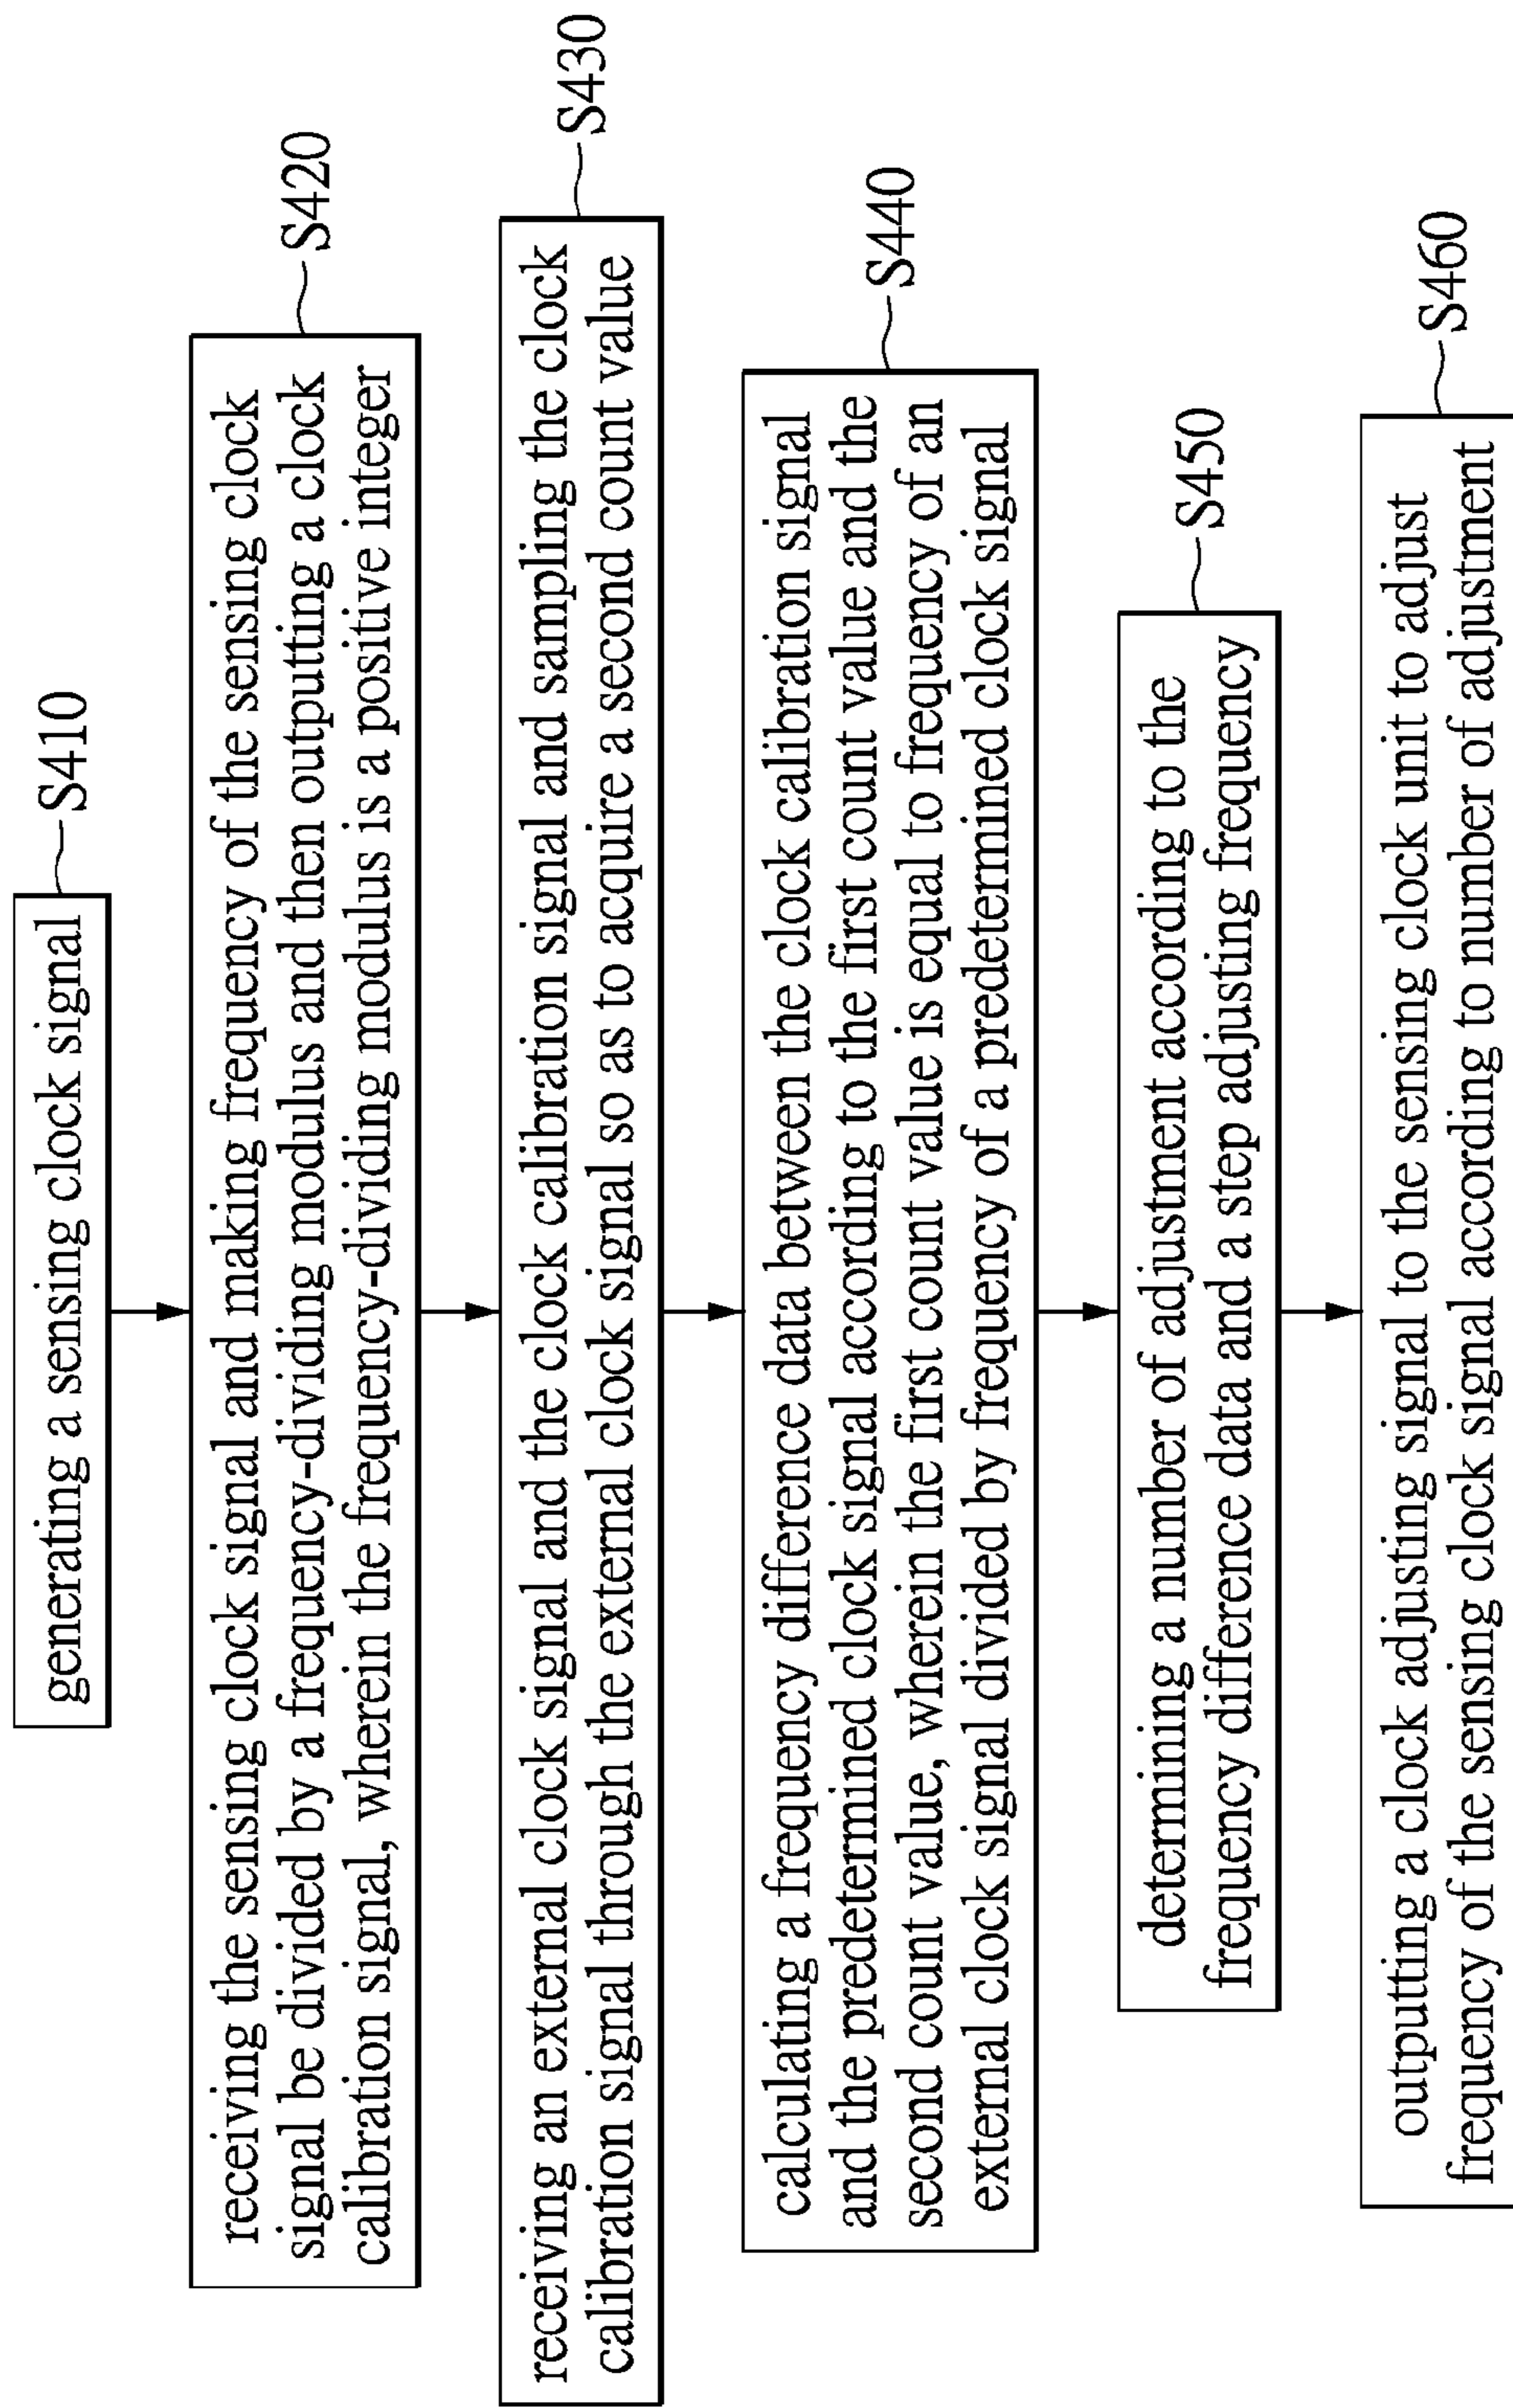 generating a sensing clock signal
S410
receiving the sensing clock signal and making frequency of the sensing clock
signal be divided by a frequency-dividing modulus and then outputting a clock
calibration signal, wherein the frequency-dividing modulus is a positive integer
S420
receiving an external clock signal and the clock calibration signal and sampling the clock
calibration signal through the external clock signal so as to acquire a second count value
S430
calculating a frequency difference data between the clock calibration signal
and the predetermined clock signal according to the first count value and the
second count value, wherein the first count value is equal to frequency of an
external clock signal divided by frequency of a predetermined clock signal
S440
determining a number of adjustment according to the
frequency difference data and a step adjusting frequency
S450
outputting a clock adjusting signal to the sensing clock unit to adjust
frequency of the sensing clock signal according to number of adjustment
S460